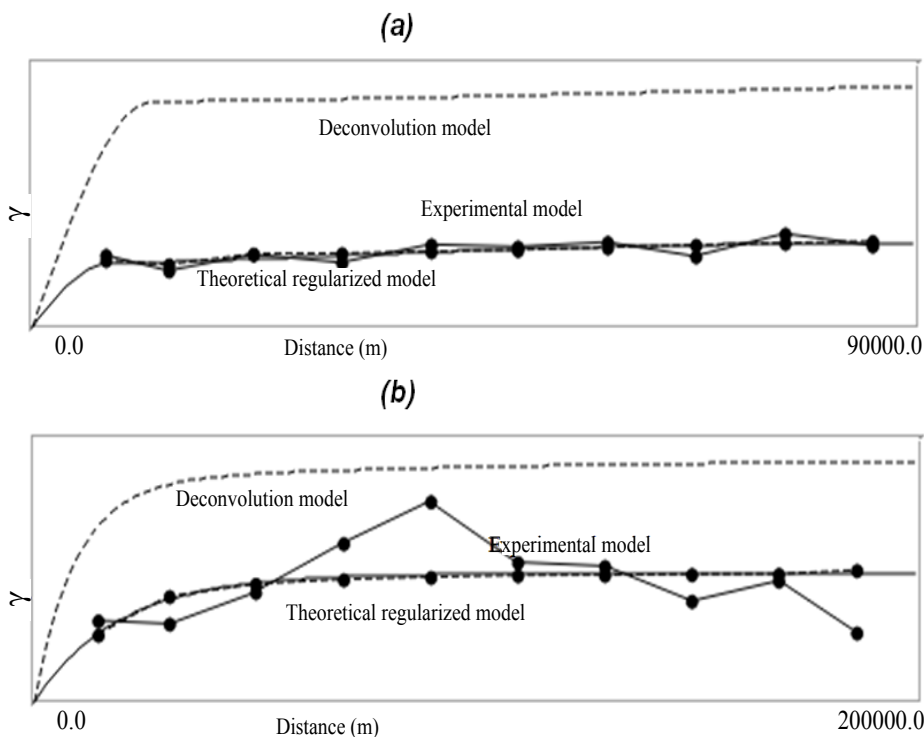 (a)
Deconvolution model
Experimental model
γ
Theoretical regularized model
0.0
Distance (m)
90000.0
(b)
Deconvolution model
Experimental model
γ
Theoretical regularized model
0.0
Distance (m)
200000.0